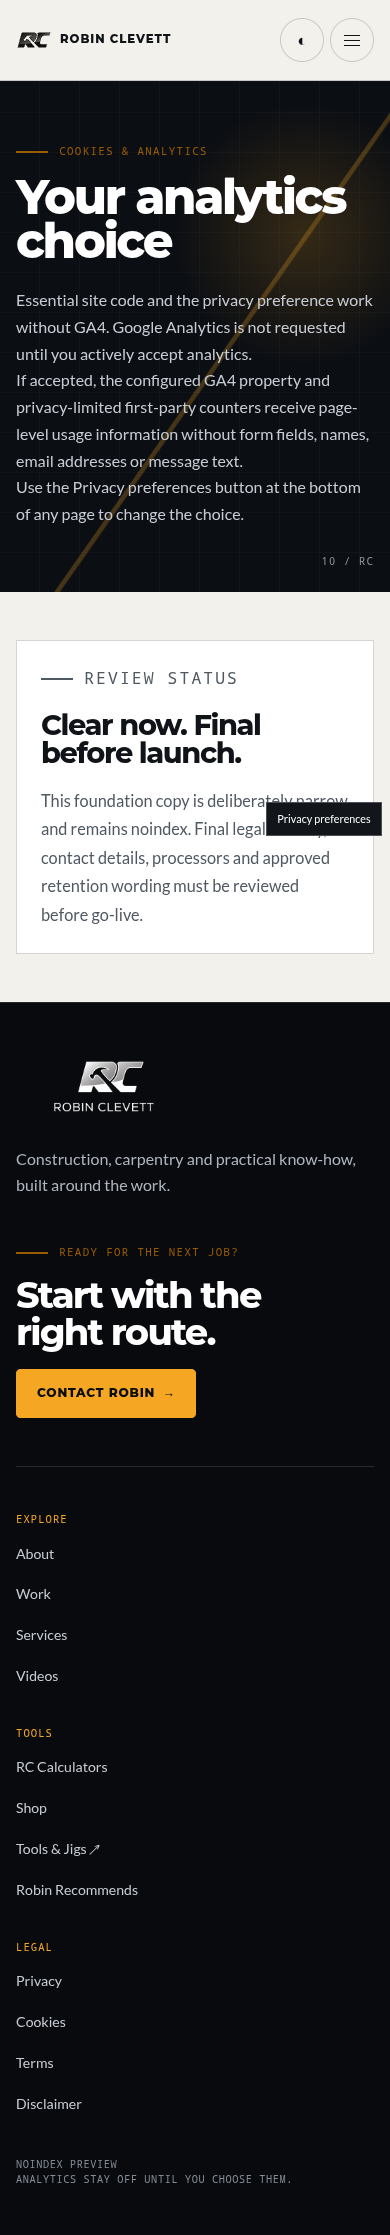 RC ROBIN CLEVETT
COOKIES & ANALYTICS
Your analytics
choice
Essential site code and the privacy preference work
without GA4. Google Analytics is not requested
until you actively accept analytics.
If accepted, the configured GA4 property and
privacy-limited first-party counters receive page-
level usage information without form fields, names,
email addresses or message text.
Use the Privacy preferences button at the bottom
of any page to change the choice.
10 / RC
REVIEW STATUS
Clear now. Final
before launch.
This foundation copy is deliberately narrow
and remains noindex. Final legal
Privacy preferences
contact details, processors and approved
retention wording must be reviewed
before go-live.
RC
ROBIN CLEVETT
Construction, carpentry and practical know-how,
built around the work.
READY FOR THE NEXT JOB?
Start with the
right route.
CONTACT ROBIN →
EXPLORE
About
Work
Services
Videos
TOOLS
RC Calculators
Shop
Tools & Jigs ↗
Robin Recommends
LEGAL
Privacy
Cookies
Terms
Disclaimer
NOINDEX PREVIEW
ANALYTICS STAY OFF UNTIL YOU CHOOSE THEM.